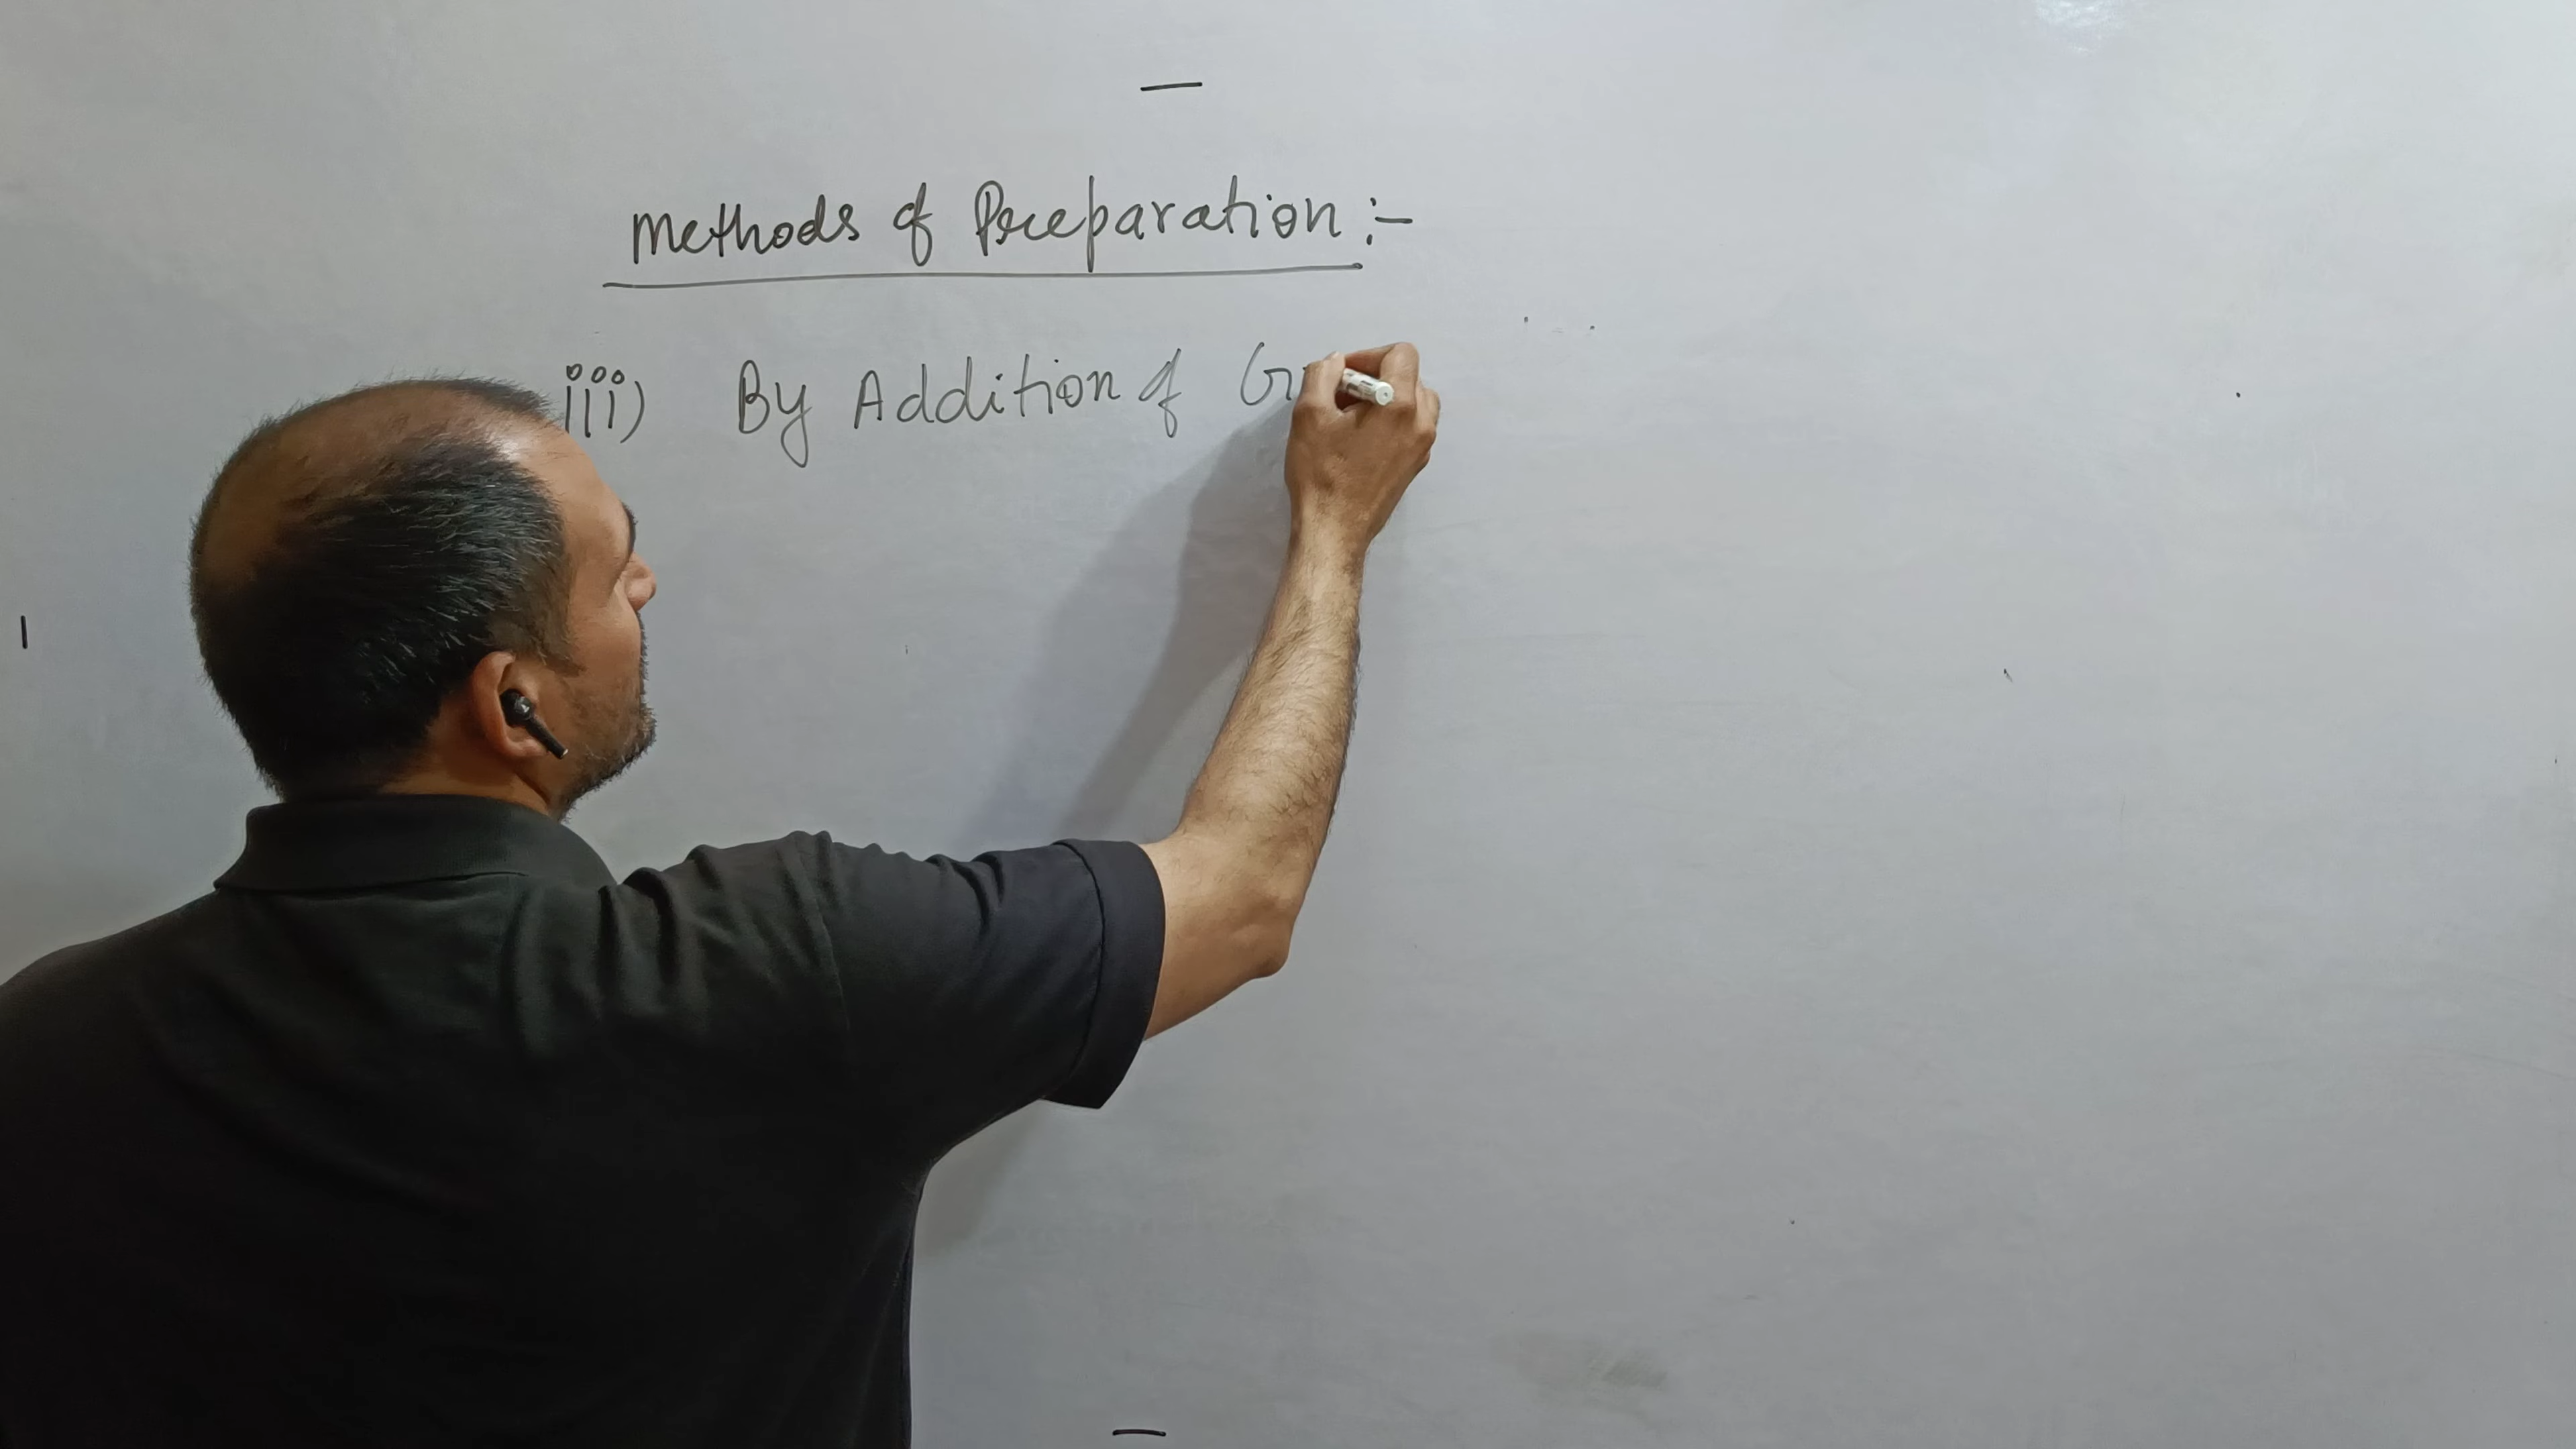 Methods of Preparation :-
iii) By Addition of